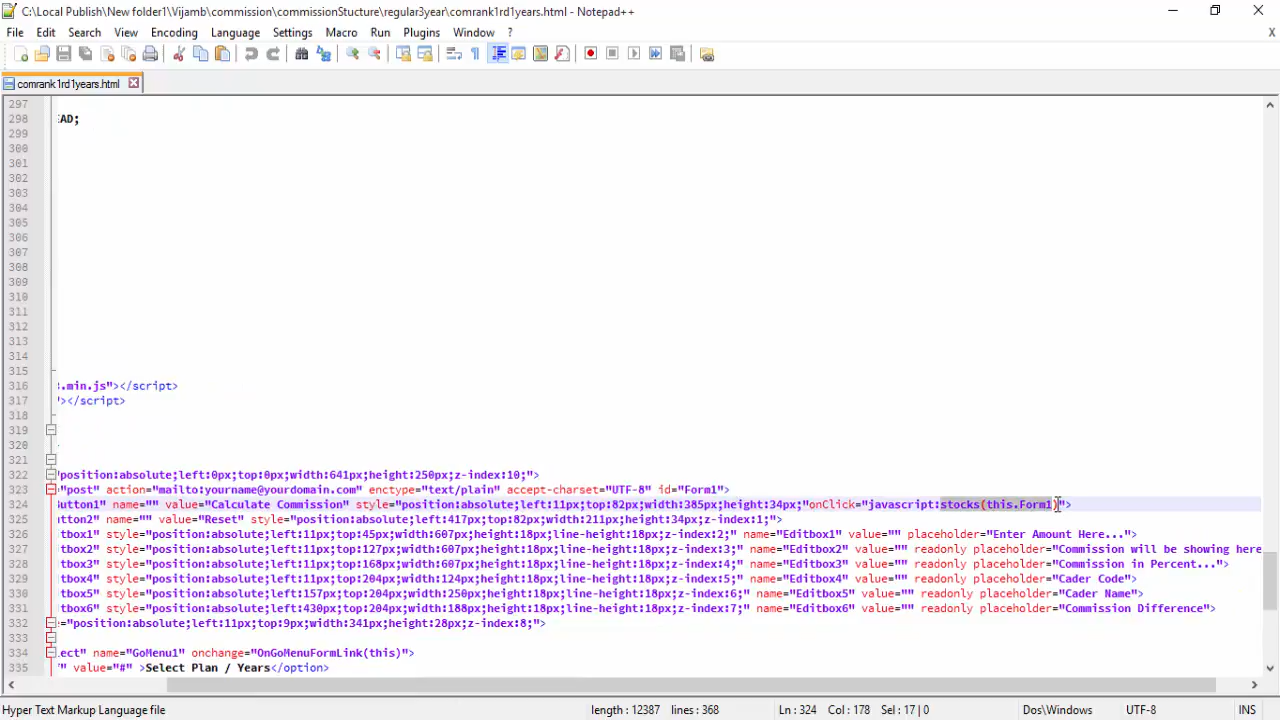 C:\Local Publish\New folder1\Vijamb\commission\commissionStucture\regular3year\comrank1rd1years.html - Notepad++
File Edit Search View Encoding Language Settings Macro Run Plugins Window ? X
comrank1rd1years.html
297
298 EAD;
299
300
301
302
303
304
305
306
307
308
309
310
311
312
313
314
315
316 3.min.js"></script>
317 "></script>
318
319
320
321
322 "position:absolute;left:0px;top:0px;width:641px;height:250px;z-index:10;">
323 "post" action="mailto:yourname@yourdomain.com" enctype="text/plain" accept-charset="UTF-8" id="Form1">
324 Button1" name="" value="Calculate Commission" style="position:absolute;left:11px;top:82px;width:385px;height:34px;"onClick="javascript:stocks(this.Form1)">
325 utton2" name="" value="Reset" style="position:absolute;left:417px;top:82px;width:211px;height:34px;z-index:1;">
326 tbox1" style="position:absolute;left:11px;top:45px;width:607px;height:18px;line-height:18px;z-index:2;" name="Editbox1" value="" placeholder="Enter Amount Here...">
327 tbox2" style="position:absolute;left:11px;top:127px;width:607px;height:18px;line-height:18px;z-index:3;" name="Editbox2" value="" readonly placeholder="Commission will be showing here
328 tbox3" style="position:absolute;left:11px;top:168px;width:607px;height:18px;line-height:18px;z-index:4;" name="Editbox3" value="" readonly placeholder="Commission in Percent...">
329 tbox4" style="position:absolute;left:11px;top:204px;width:124px;height:18px;line-height:18px;z-index:5;" name="Editbox4" value="" readonly placeholder="Cader Code">
330 tbox5" style="position:absolute;left:157px;top:204px;width:250px;height:18px;line-height:18px;z-index:6;" name="Editbox5" value="" readonly placeholder="Cader Name">
331 tbox6" style="position:absolute;left:430px;top:204px;width:188px;height:18px;line-height:18px;z-index:7;" name="Editbox6" value="" readonly placeholder="Commission Difference">
332 ="position:absolute;left:11px;top:9px;width:341px;height:28px;z-index:8;">
333
334 lect" name="GoMenu1" onchange="OnGoMenuFormLink(this)">
335 " value="#" >Select Plan / Years</option>
Hyper Text Markup Language file length : 12387 lines : 368 Ln : 324 Col : 178 Sel : 17 | 0 Dos\Windows UTF-8 INS